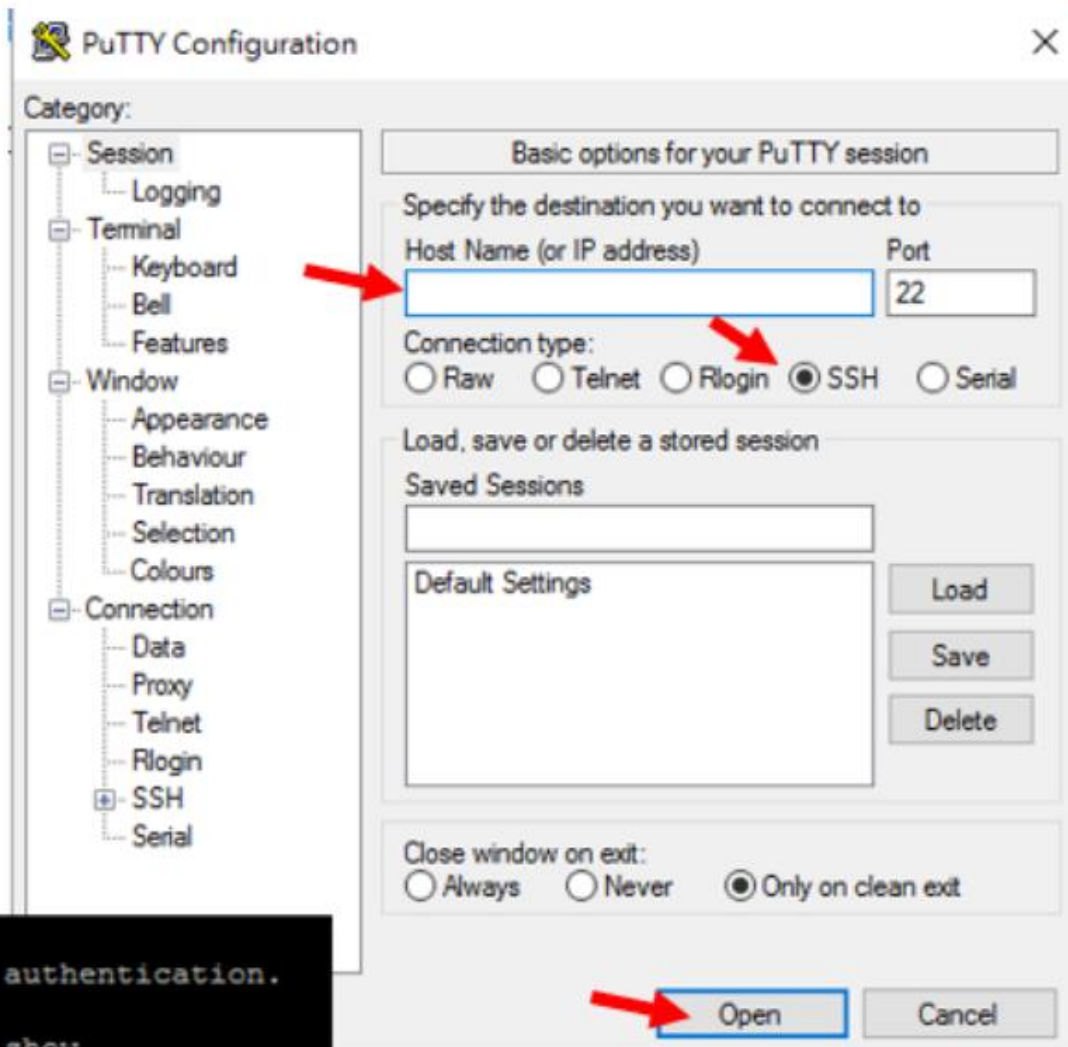 PuTTY Configuration
Category:
Session
Logging
Terminal
Keyboard
Bell
Features
Window
Appearance
Behaviour
Translation
Selection
Colours
Connection
Data
Proxy
Telnet
Rlogin
SSH
Serial
Basic options for your PuTTY session
Specify the destination you want to connect to
Host Name (or IP address) Port
22
Connection type:
Raw Telnet Rlogin SSH Serial
Load, save or delete a stored session
Saved Sessions
Default Settings
Load
Save
Delete
Close window on exit:
Always Never Only on clean exit
Open Cancel
authentication.